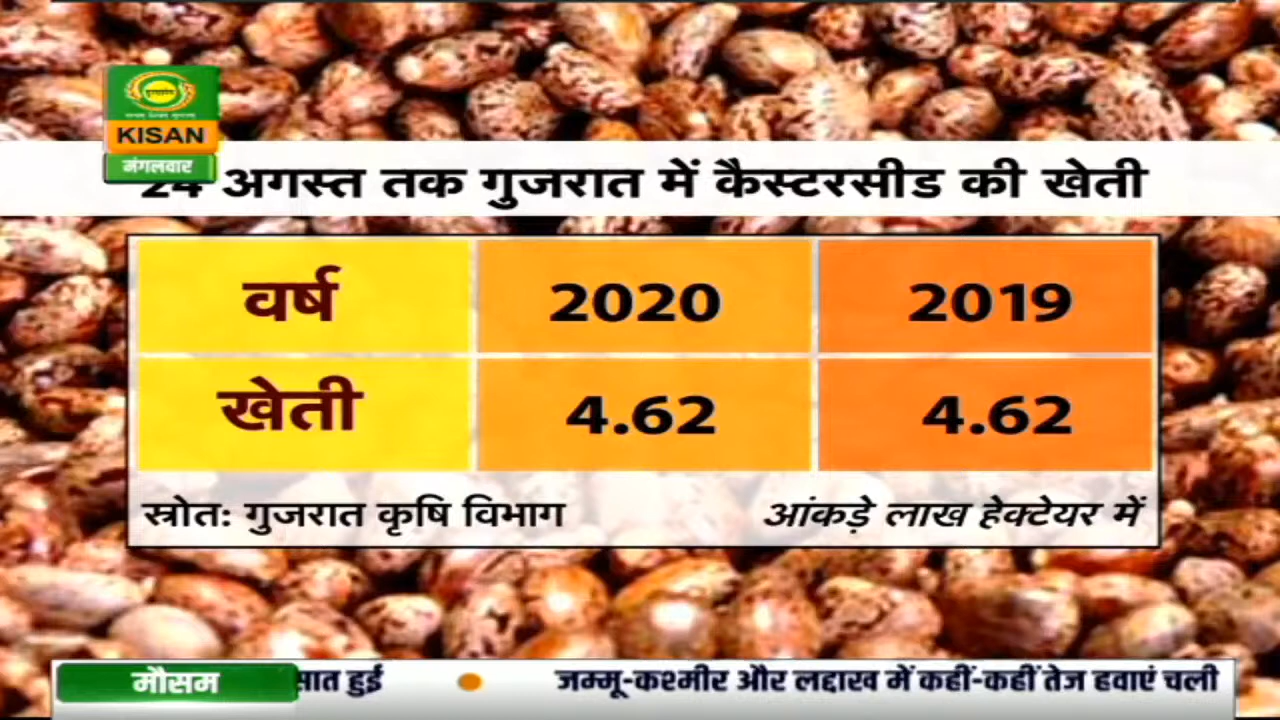 KISAN
मंगलवार
24 अगस्त तक गुजरात में कैस्टरसीड की खेती
वर्ष 2020 2019
खेती 4.62 4.62
स्रोत: गुजरात कृषि विभाग आंकड़े लाख हेक्टेयर में
मौसम सात हुई जम्मू-कश्मीर और लद्दाख में कहीं-कहीं तेज हवाएं चली